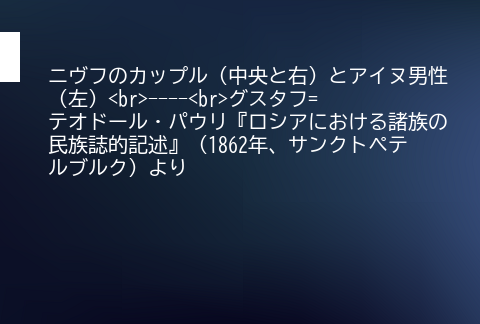 ニヴフのカップル（中央と右）とアイヌ男性
（左）<br>----<br>グスタフ=
テオドール・パウリ『ロシアにおける諸族の
民族誌的記述』（1862年、サンクトペテ
ルブルク）より